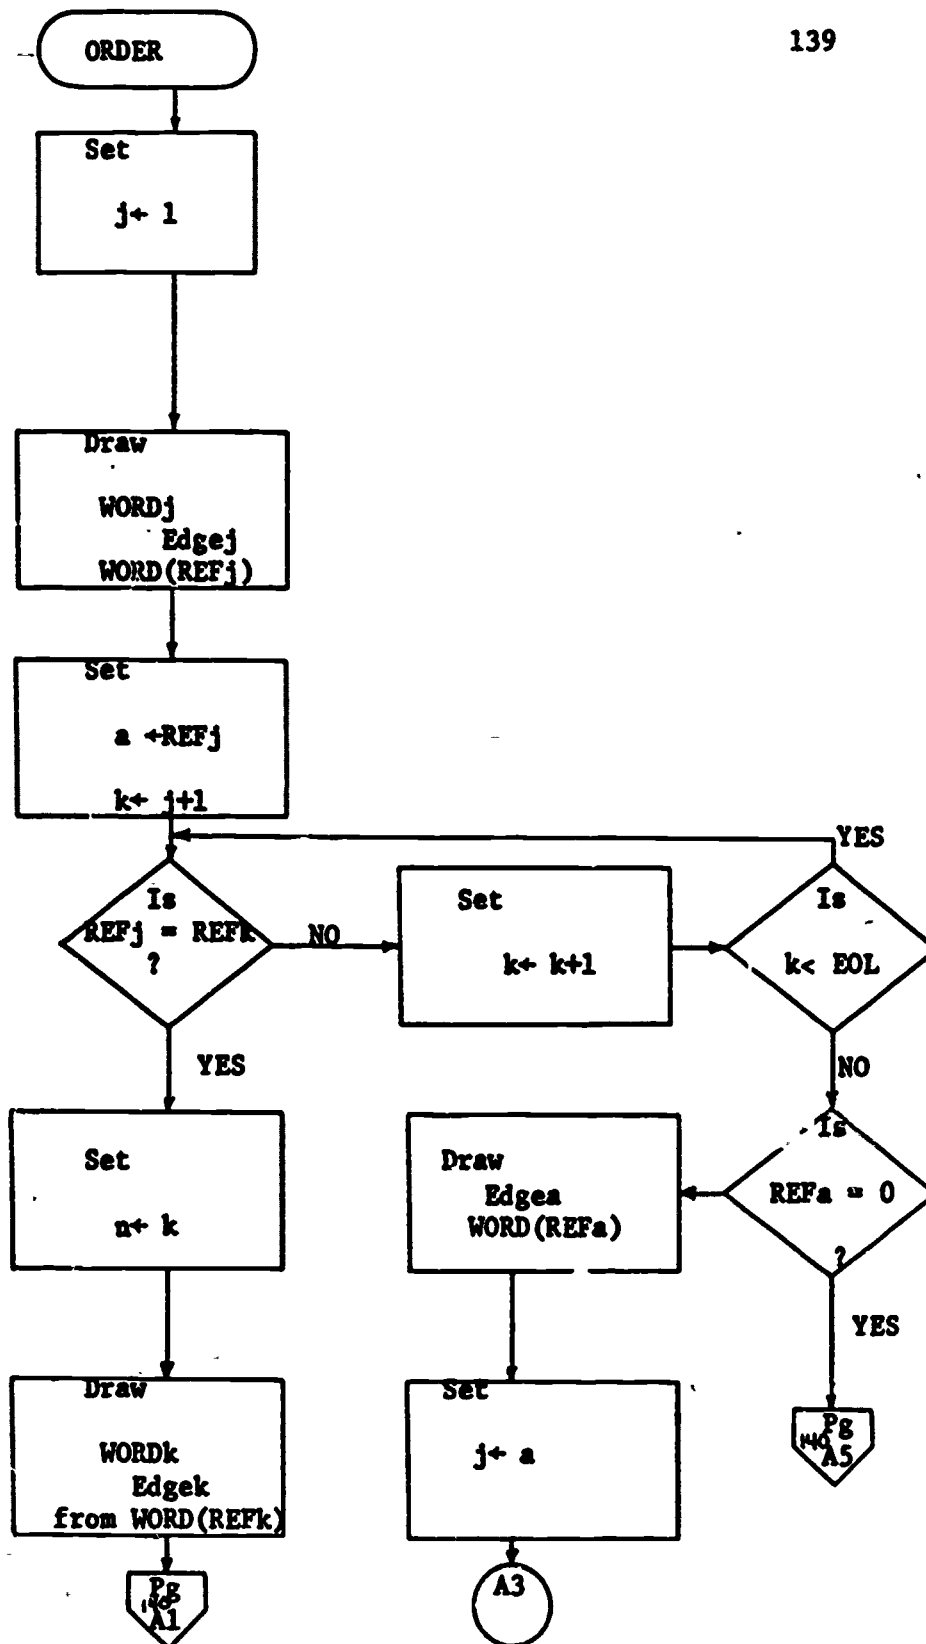 139
ORDER
Set
j← 1
Draw
WORDj
Edgej
WORD(REFj)
Set
a ←REFj
k← j+1
YES
Is
REFj = REFk
?
NO
Set
k← k+1
Is
k< EOL
YES
NO
Set
n← k
Draw
Edgea
WORD(REFa)
Is
REFa = 0
?
YES
Draw
WORDk
Edgek
from WORD(REFk)
Set
j← a
Pg
140
A5
Pg
140
A1
A3